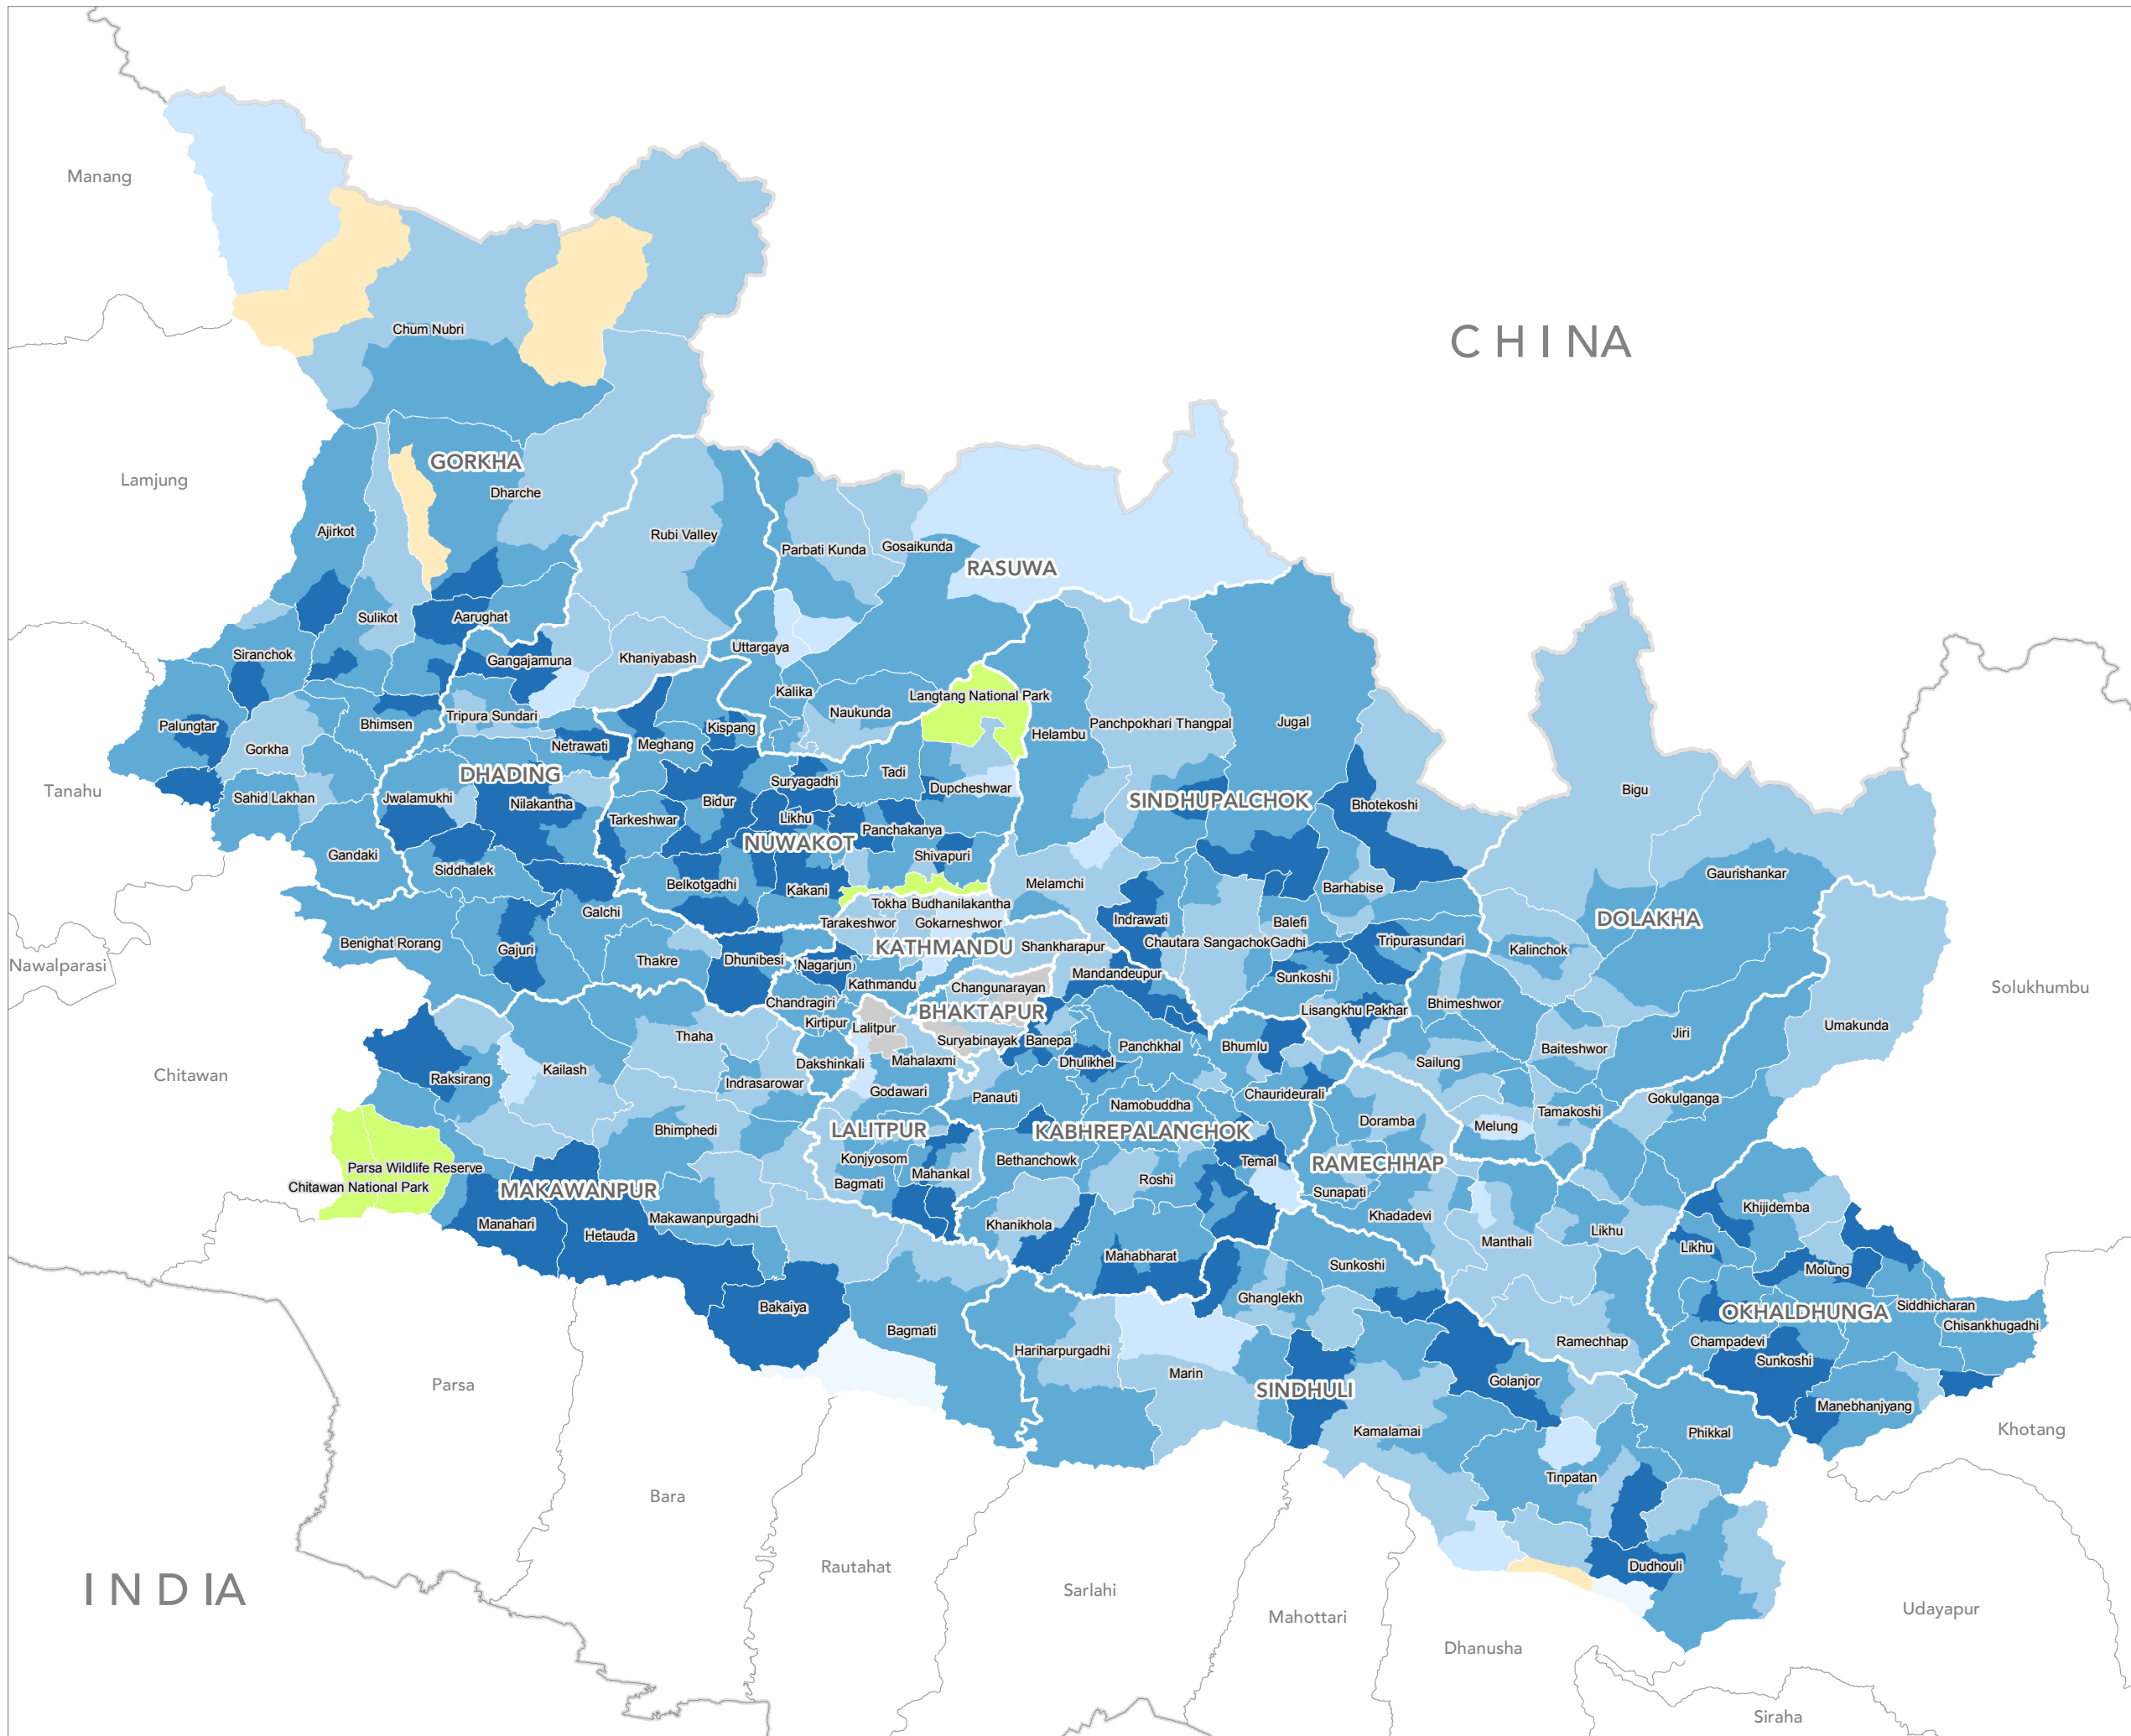 Manang
CHINA
Chum Nubri
GORKHA
Lamjung
Dharche
Ajirkot
Rubi Valley
Parbati Kunda
Gosaikunda
RASUWA
Sulikot
Aarughat
Siranchok
Gangajamuna
Khaniyabash
Uttargaya
Kalika
Langtang National Park
Naukunda
Palungtar
Bhimsen
Tripura Sundari
Kispang
Helambu
Panchpokhari Thangpal
Jugal
Gorkha
Netrawati
Meghang
DHADING
Suryagadhi
Tadi
Dupcheshwar
Tanahu
Sahid Lakhan
Jwalamukhi
Nilakantha
Bidur
SINDHUPALCHOK
Bhotekoshi
Bigu
Tarkeshwar
Likhu
Panchakanya
NUWAKOT
Gandaki
Siddhalek
Shivapuri
Belkotgadhi
Kakani
Melamchi
Barhabise
Gaurishankar
Galchi
Tokha
Budhanilakantha
Tarakeshwor
Gokarneshwor
Indrawati
Balefi
DOLAKHA
Benighat Rorang
Gajuri
KATHMANDU
Shankharapur
Chautara SangachokGadhi
Tripurasundari
Kalinchok
Nawalparasi
Thakre
Dhunibesi
Nagarjun
Mandandeupur
Sunkoshi
Kathmandu
Changunarayan
Solukhumbu
Chandragiri
BHAKTAPUR
Lisangkhu Pakhar
Bhimeshwor
Umakunda
Kirtipur
Lalitpur
Thaha
Suryabinayak
Banepa
Panchkhal
Bhumlu
Jiri
Baiteshwor
Chitawan
Raksirang
Kailash
Dakshinkali
Mahalaxmi
Dhulikhel
Sailung
Indrasarowar
Godawari
Panauti
Namobuddha
Chaurideurali
Gokulganga
Tamakoshi
Bhimphedi
LALITPUR
KABHREPALANCHOK
Doramba
Melung
Parsa Wildlife Reserve
Konjyosom
Bethanchowk
Temal
RAMECHHAP
Chitawan National Park
MAKAWANPUR
Bagmati
Mahankal
Roshi
Sunapati
Manahari
Hetauda
Makawanpurgadhi
Khanikhola
Khadadevi
Manthali
Likhu
Khijidemba
Likhu
Mahabharat
Sunkoshi
Molung
Bakaiya
Ghanglekh
OKHALDHUNGA
Siddhicharan
Chisankhugadhi
Bagmati
Hariharpurgadhi
Ramechhap
Champadevi
Sunkoshi
Parsa
Marin
SINDHULI
Golanjor
Manebhanjyang
Kamalamai
Phikkal
Khotang
Bara
Tinpatan
Rautahat
Dudhouli
INDIA
Sarlahi
Mahottari
Udayapur
Dhanusha
Siraha